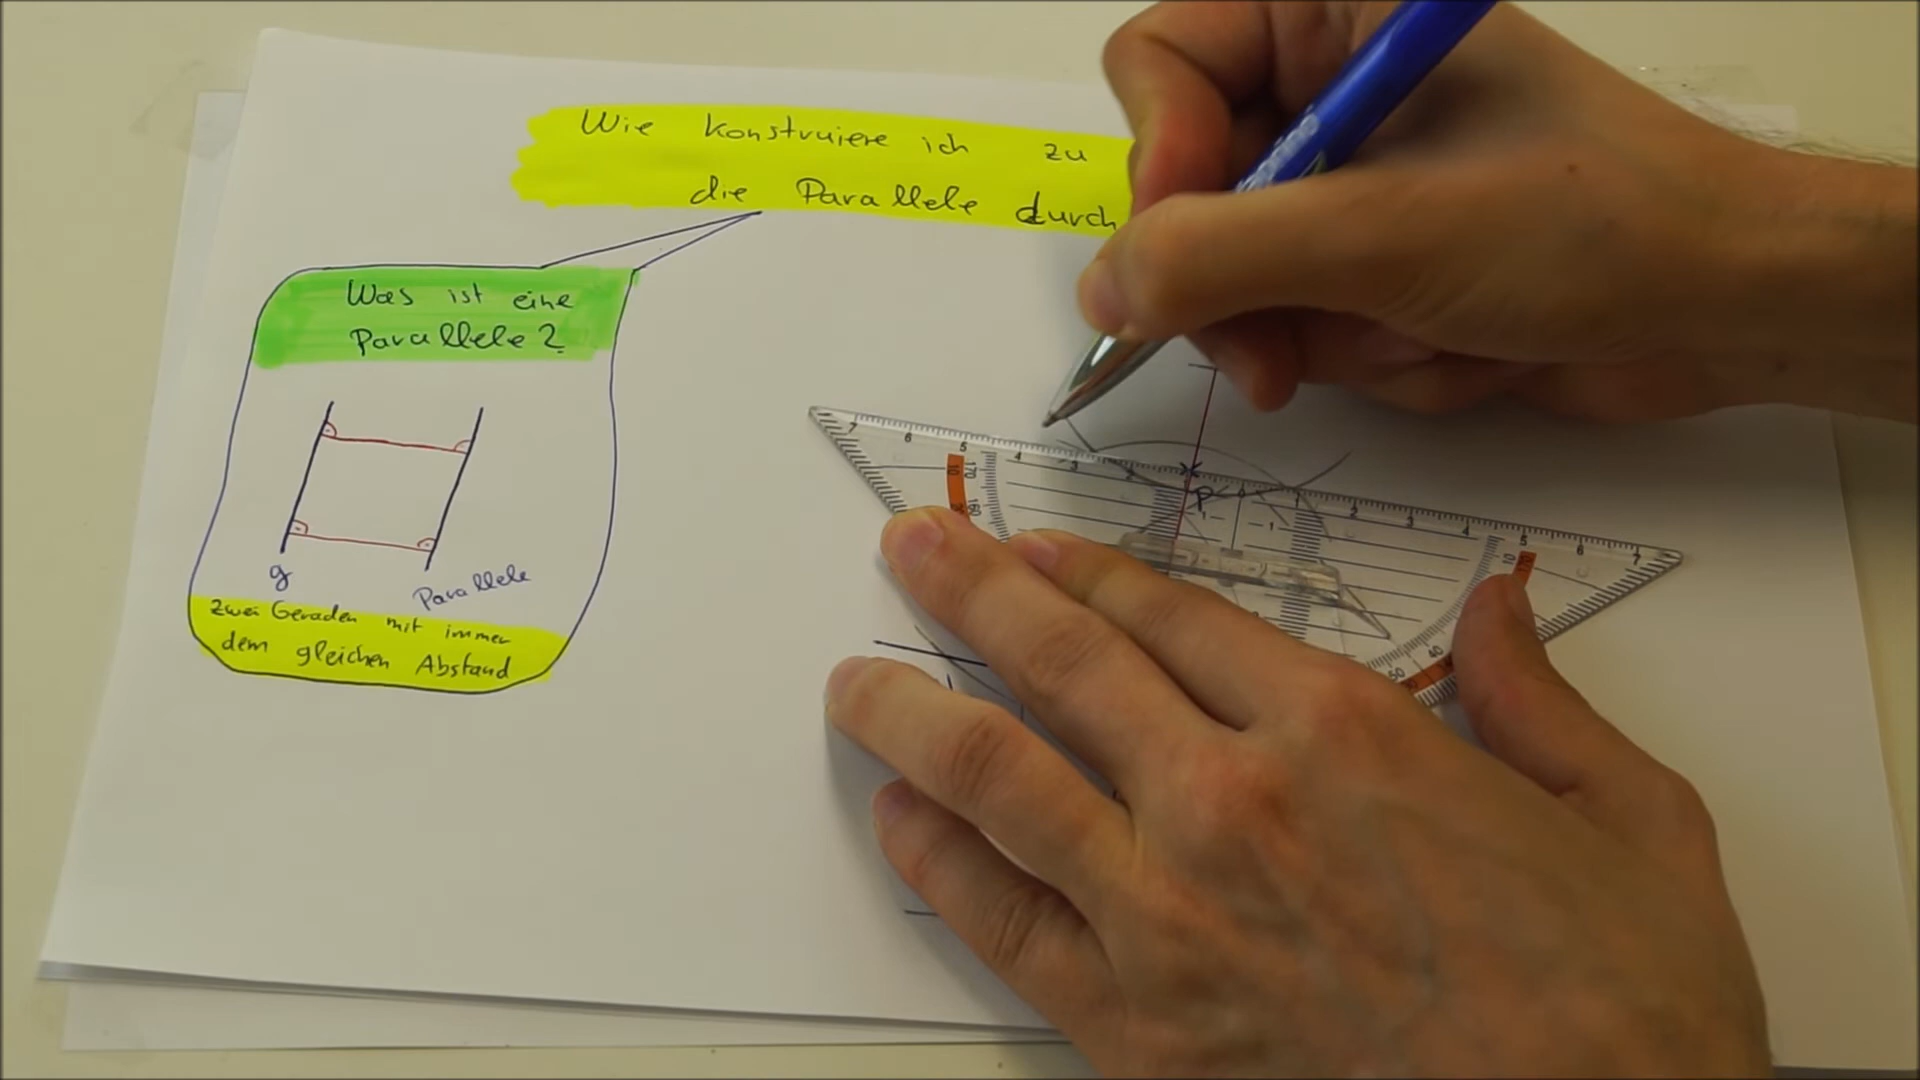 Wie konstruiere ich zu
die Parallele durch
Was ist eine
Parallele?
g
Parallele
Zwei Geraden mit immer
dem gleichen Abstand
P